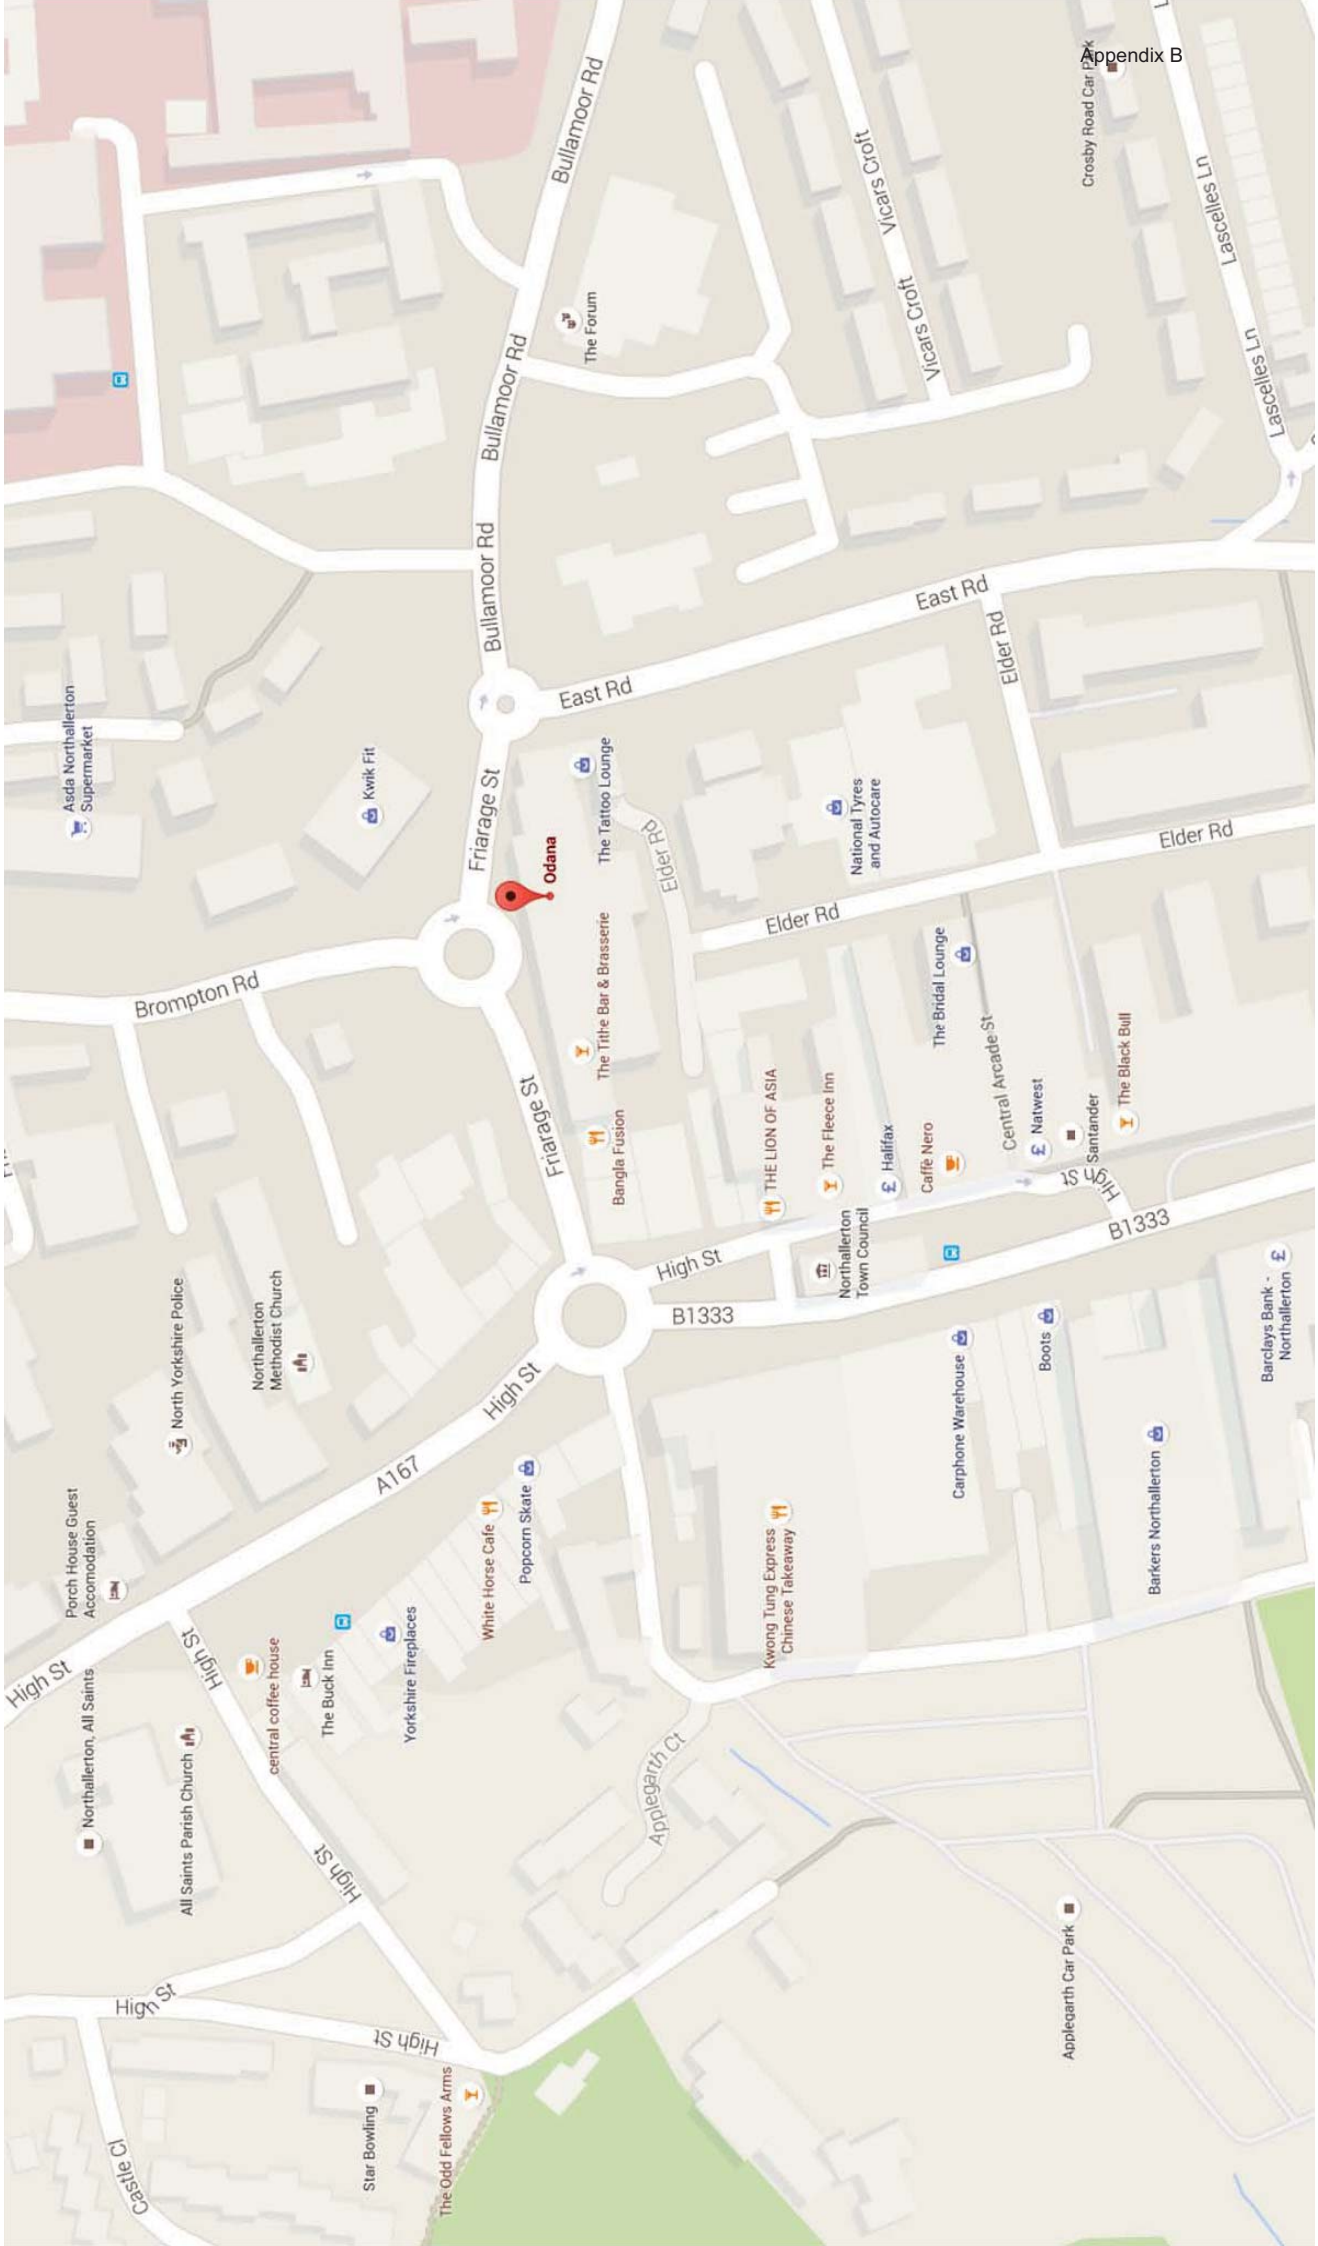 Appendix B
Crosby Road Car Park
Lascelles Ln
Lascelles Ln
Vicars Croft
Vicars Croft
Bullamoor Rd
Bullamoor Rd
Bullamoor Rd
The Forum
East Rd
East Rd
Elder Rd
Elder Rd
Elder Rd
Elder Rd
Asda Northallerton
Supermarket
Kwik Fit
Friarage St
Odana
The Tattoo Lounge
National Tyres
and Autocare
Brompton Rd
The Tithe Bar & Brasserie
The Bridal Lounge
Central Arcade St
The Black Bull
Friarage St
Bangla Fusion
THE LION OF ASIA
The Fleece Inn
Halifax
Caffè Nero
Natwest
Santander
High St
High St
B1333
B1333
Northallerton
Town Council
North Yorkshire Police
Northallerton
Methodist Church
High St
A167
Barclays Bank -
Northallerton
Boots
Carphone Warehouse
Barkers Northallerton
Porch House Guest
Accomodation
White Horse Cafe
Popcorn Skate
Kwong Tung Express
Chinese Takeaway
High St
High St
central coffee house
The Buck Inn
Yorkshire Fireplaces
Northallerton, All Saints
All Saints Parish Church
Applegarth Ct
High St
High St
High St
Applegarth Car Park
Castle Cl
Star Bowling
The Odd Fellows Arms